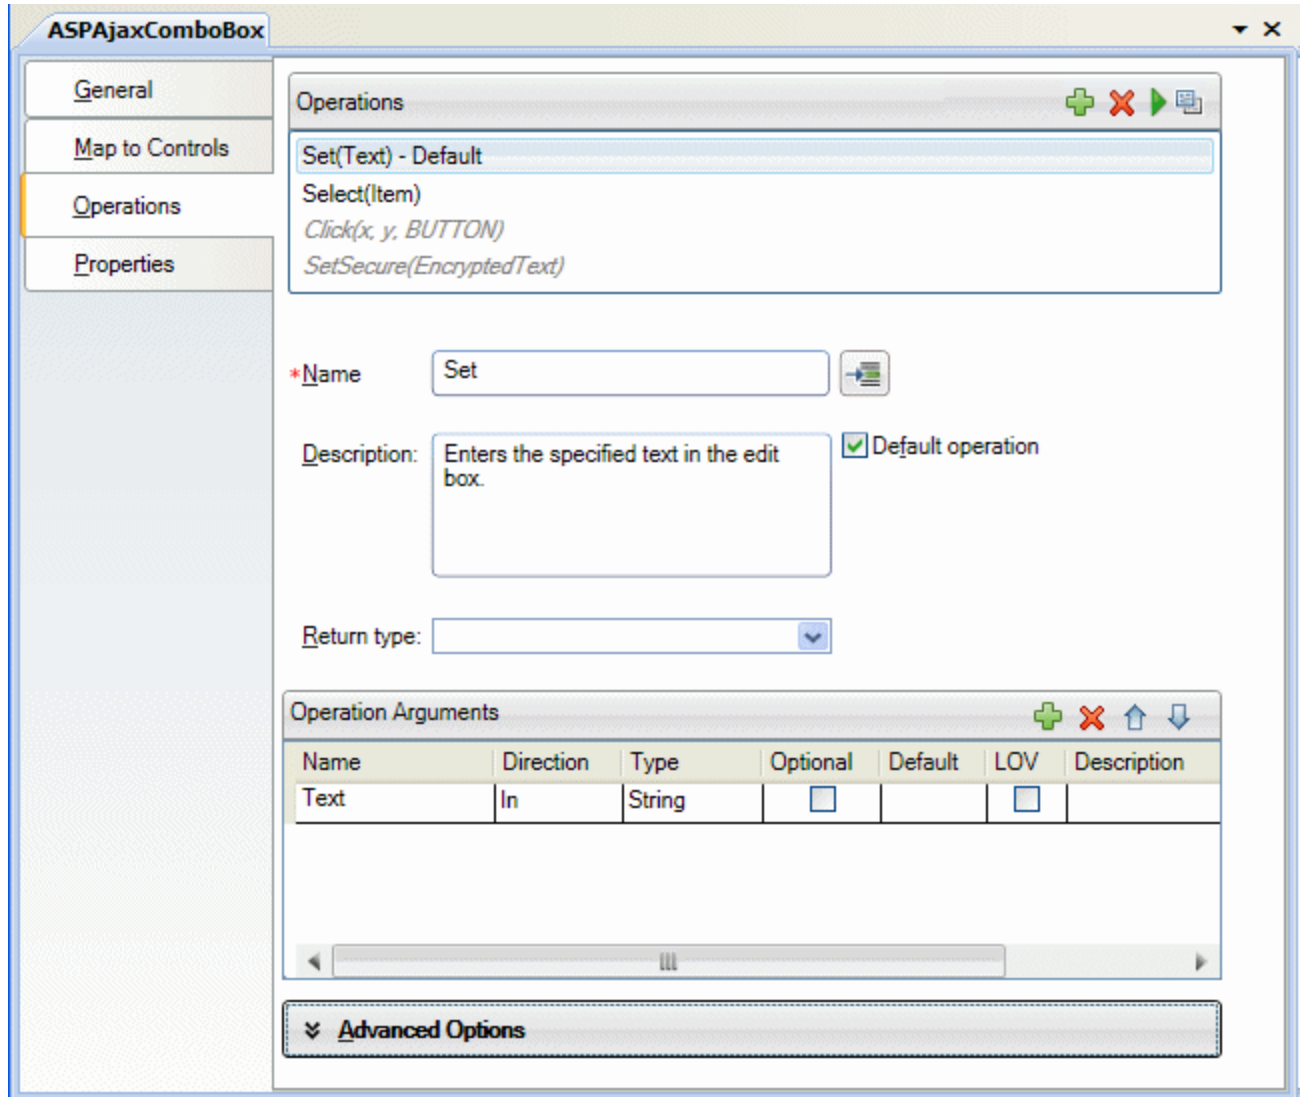 ASPAjaxComboBox
General
Map to Controls
Operations
Properties
Operations
Set(Text) - Default
Select(Item)
Click(x, y, BUTTON)
SetSecure(EncryptedText)
*Name
Set
Description:
Enters the specified text in the edit
box.
Default operation
Return type:
Operation Arguments
Name Direction Type Optional Default LOV Description
Text In String
Advanced Options